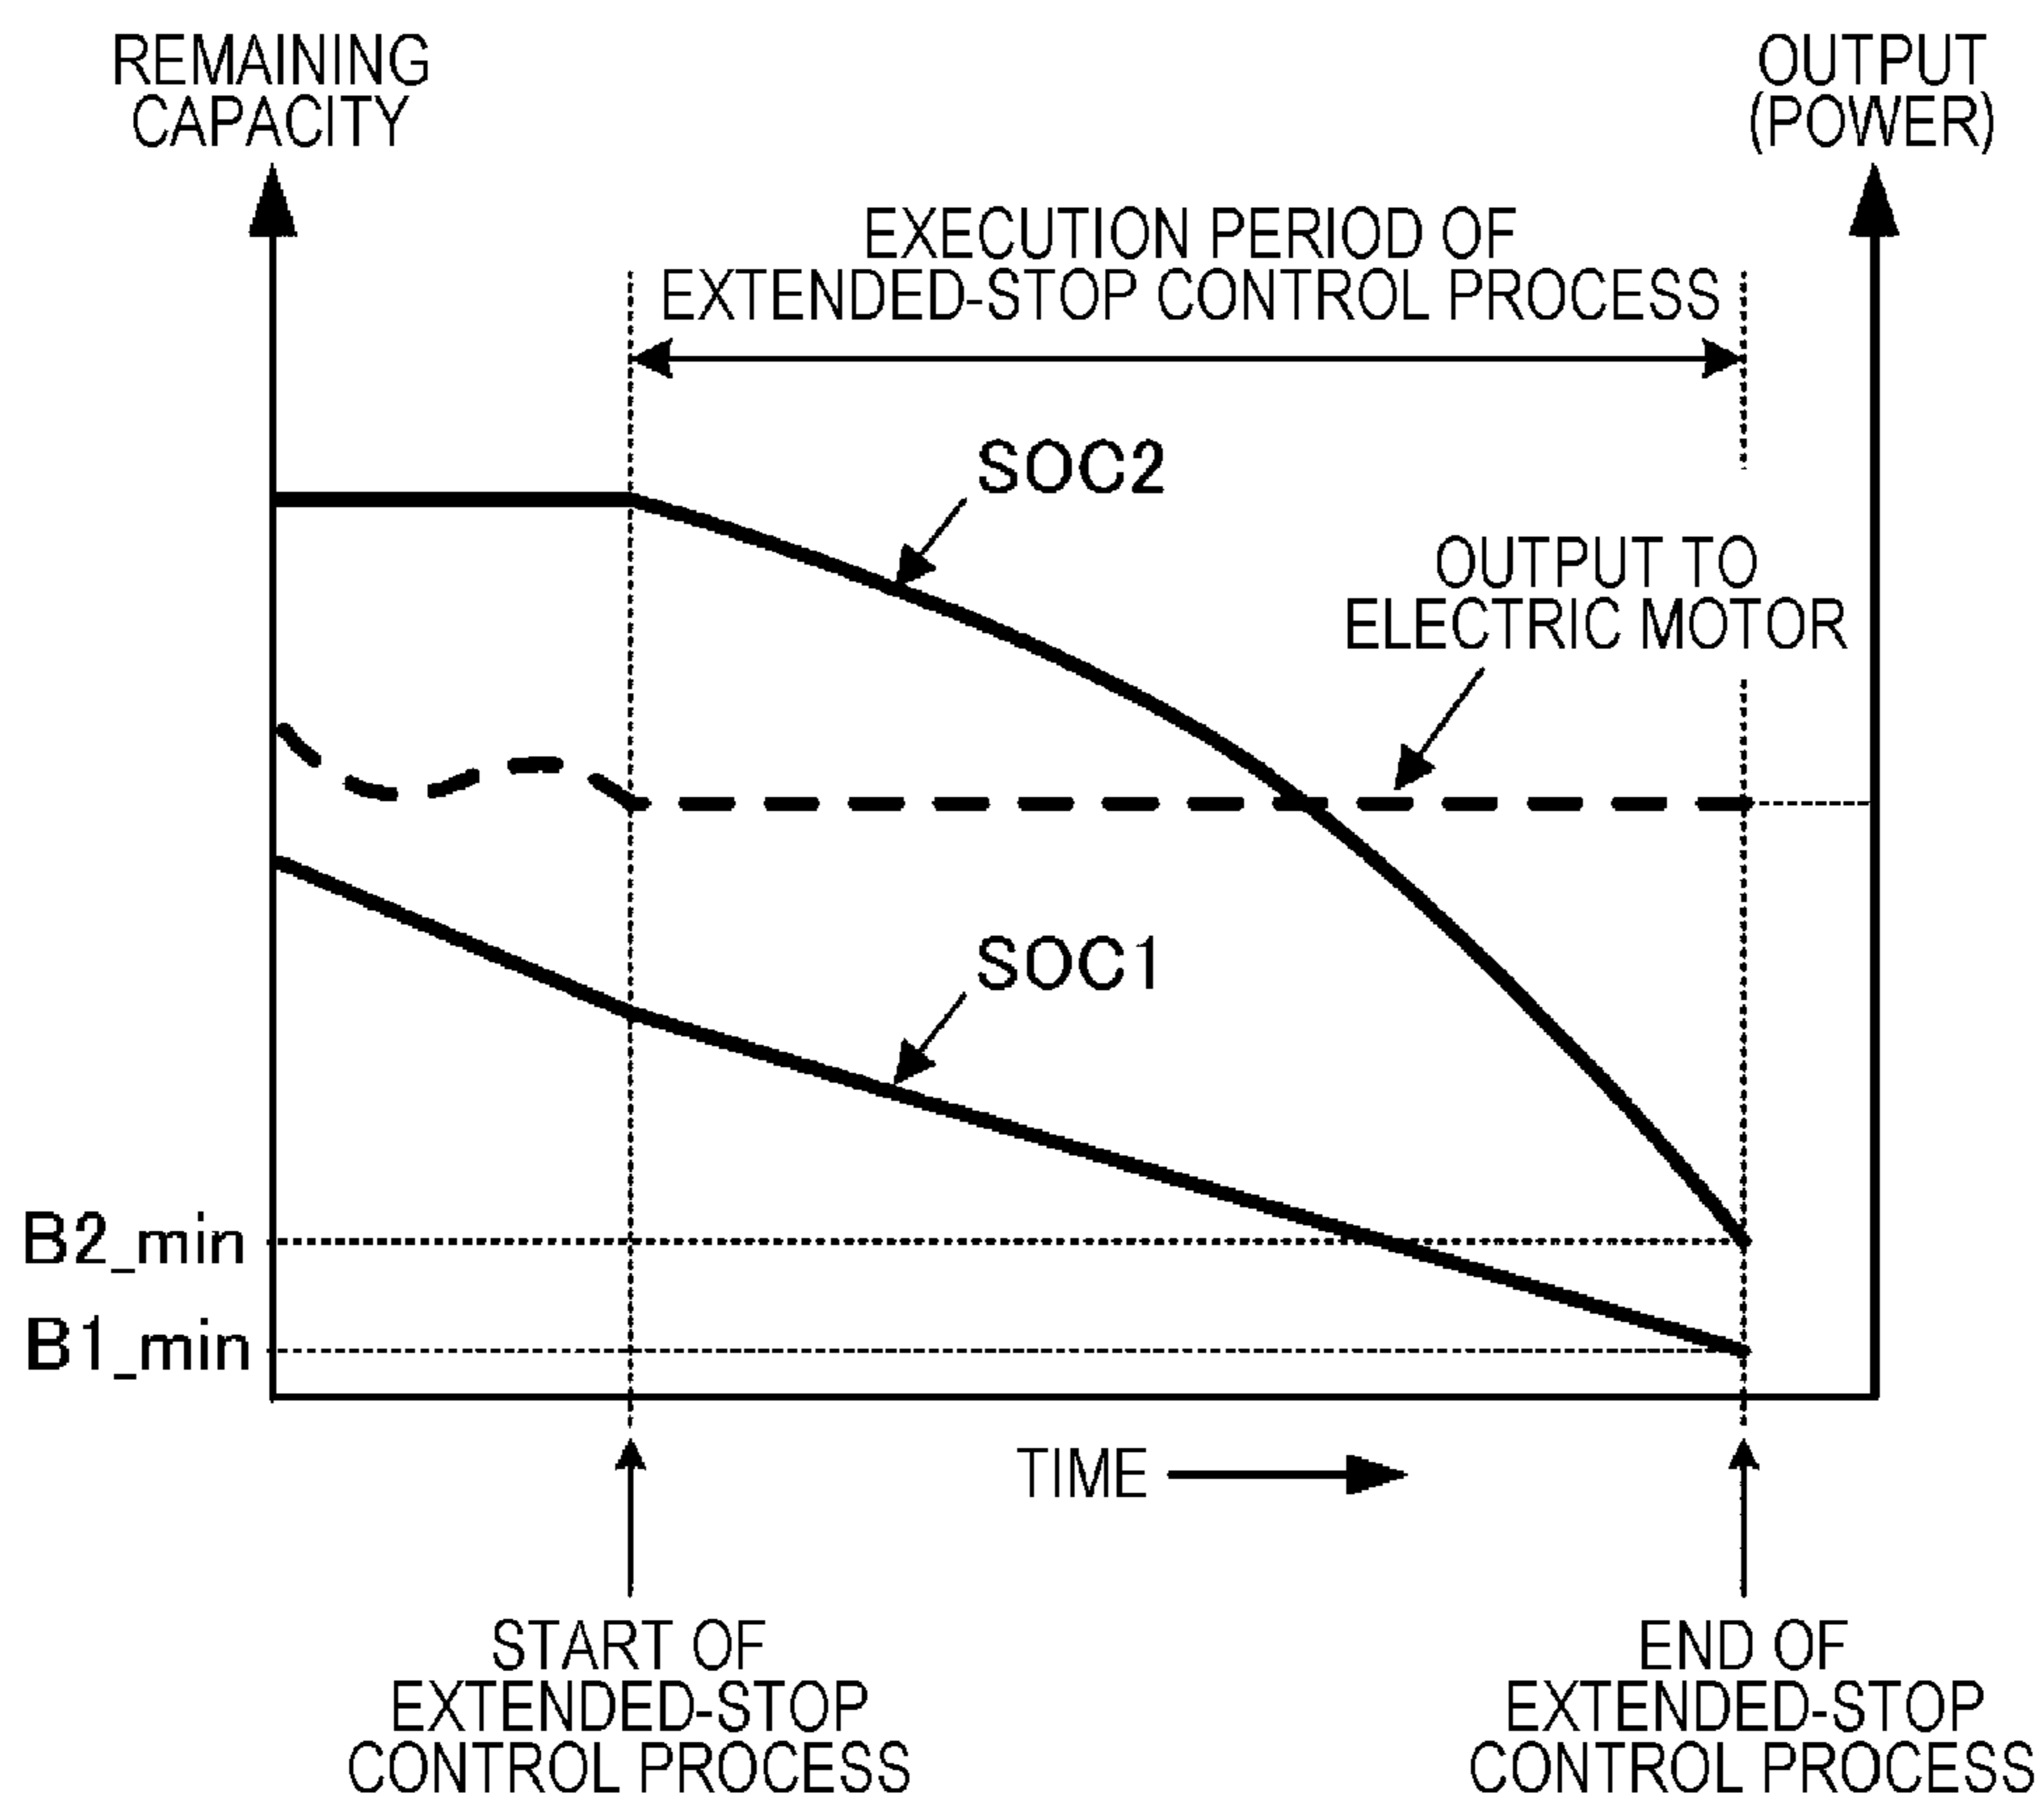 REMAINING
CAPACITY
OUTPUT
(POWER)
EXECUTION PERIOD OF
EXTENDED-STOP CONTROL PROCESS
SOC2
OUTPUT TO
ELECTRIC MOTOR
SOC1
B2_min
B1_min
TIME
START OF
EXTENDED-STOP
CONTROL PROCESS
END OF
EXTENDED-STOP
CONTROL PROCESS